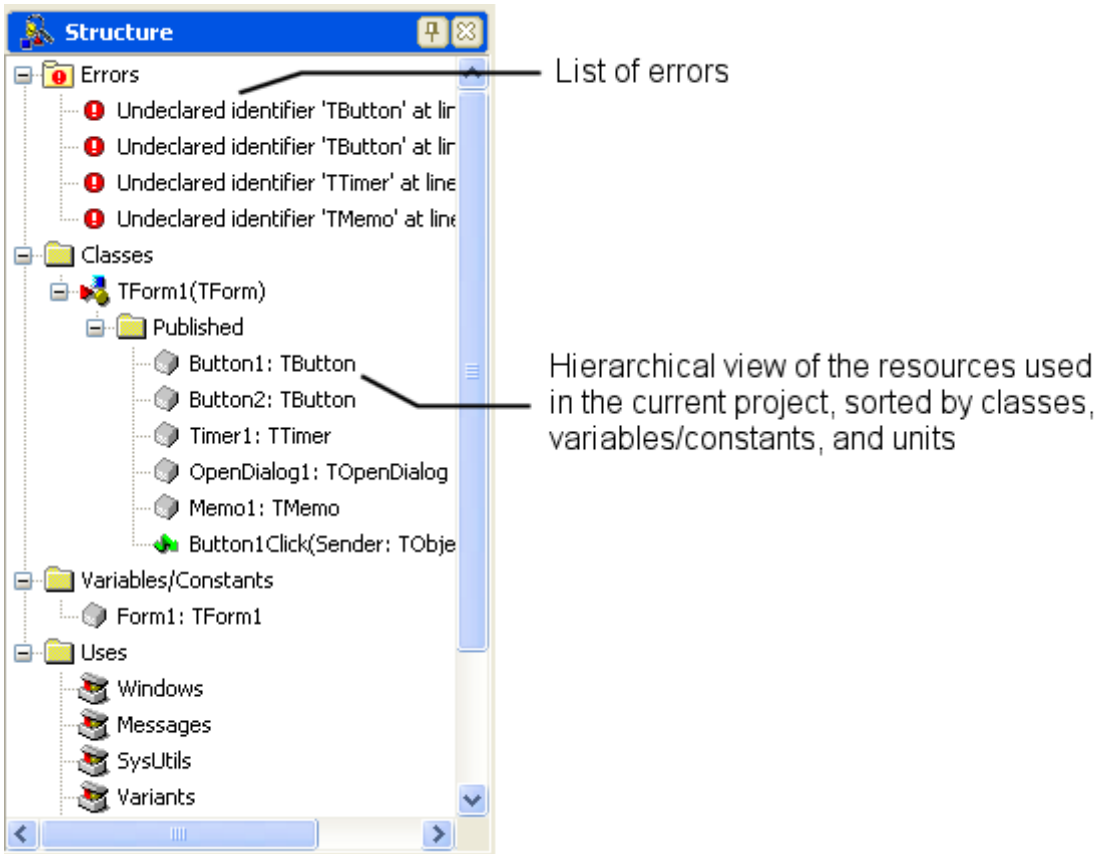 Structure
Errors
List of errors
Undeclared identifier 'TButton' at
Undeclared identifier 'TButton' at
Undeclared identifier 'TTimer' at line
Undeclared identifier 'TMemo' at
Classes
TForm1(TForm)
Published
Button1: TButton
Button2: TButton
Timer1: TTimer
OpenDialog1: TOpenDialog
Memo1: TMemo
Button1Click(Sender: TObje
Hierarchical view of the resources used
in the current project, sorted by classes,
variables/constants, and units
Variables/Constants
Form1: TForm1
Uses
Windows
Messages
SysUtils
Variants